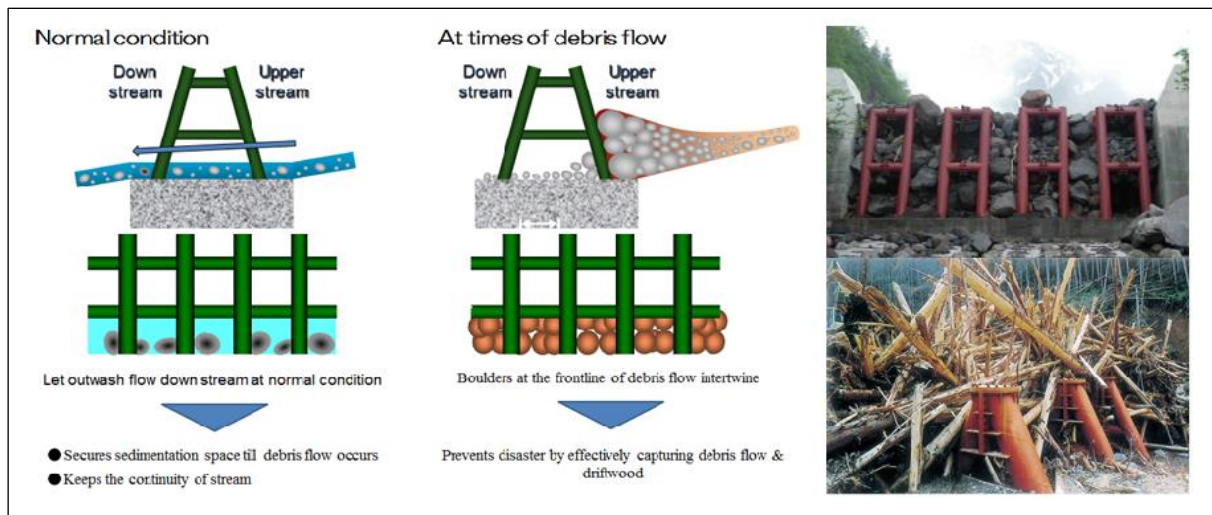 Normal condition
Down
stream
Upper
stream
Let outwash flow down stream at normal condition
●Secures sedimentation space till debris flow occurs
●Keeps the continuity of stream
At times of debris flow
Down
stream
Upper
stream
Boulders at the frontline of debris flow intertwine
Prevents disaster by effectively capturing debris flow &
driftwood